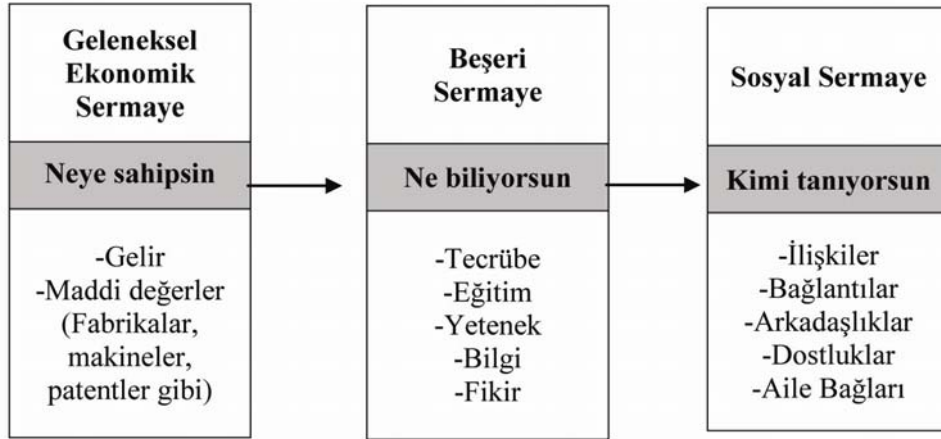 Geleneksel
Ekonomik
Sermaye
Neye sahipsin
-Gelir
-Maddi değerler
(Fabrikalar,
makineler,
patentler gibi)
Beşeri
Sermaye
Ne biliyorsun
-Tecrübe
-Eğitim
-Yetenek
-Bilgi
-Fikir
Sosyal Sermaye
Kimi tanıyorsun
-İlişkiler
-Bağlantılar
-Arkadaşlıklar
-Dostluklar
-Aile Bağları